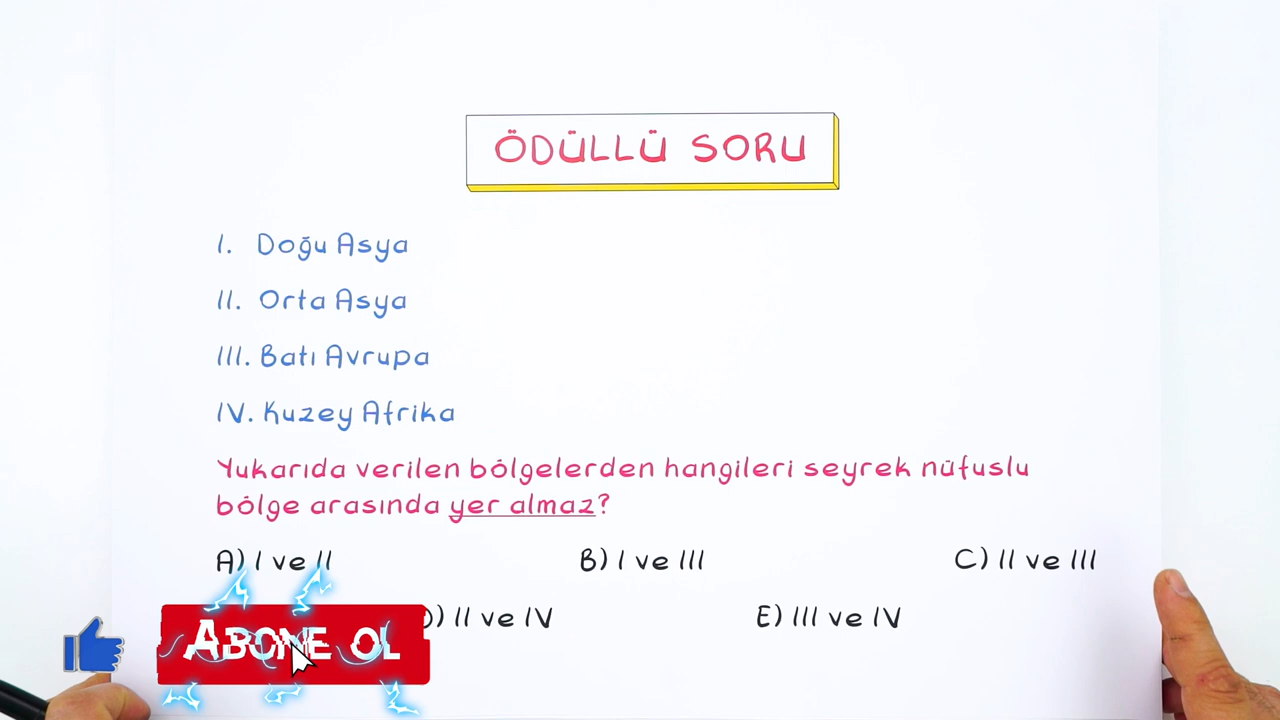 ÖDÜLLÜ SORU
I. Doğu Asya
II. Orta Asya
III. Batı Avrupa
IV. Kuzey Afrika
Yukarıda verilen bölgelerden hangileri seyrek nüfuslu
bölge arasında yer almaz?
A) I ve II B) I ve III C) II ve III
D) II ve IV E) III ve IV
ABONE OL